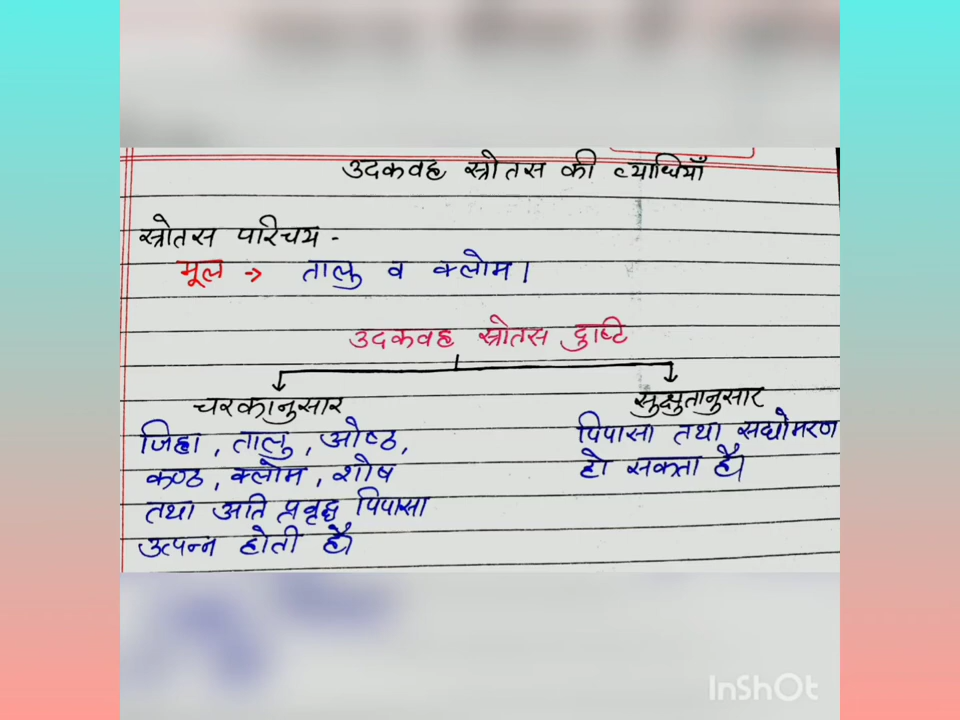 उदकवह स्रोतस की व्याधियाँ
स्त्रोतस परिचय -
मूल → तालु व क्लोम।
उदकवह स्रोतस दुष्टि
चरकानुसार
सुश्रुतानुसार
जिह्वा, तालु, ओष्ठ,
कण्ठ, क्लोम, शोष
तथा अति प्रवृद्ध पिपासा
उत्पन्न होती है।
पिपासा तथा सद्योमरण
हो सकता है।
InShOt